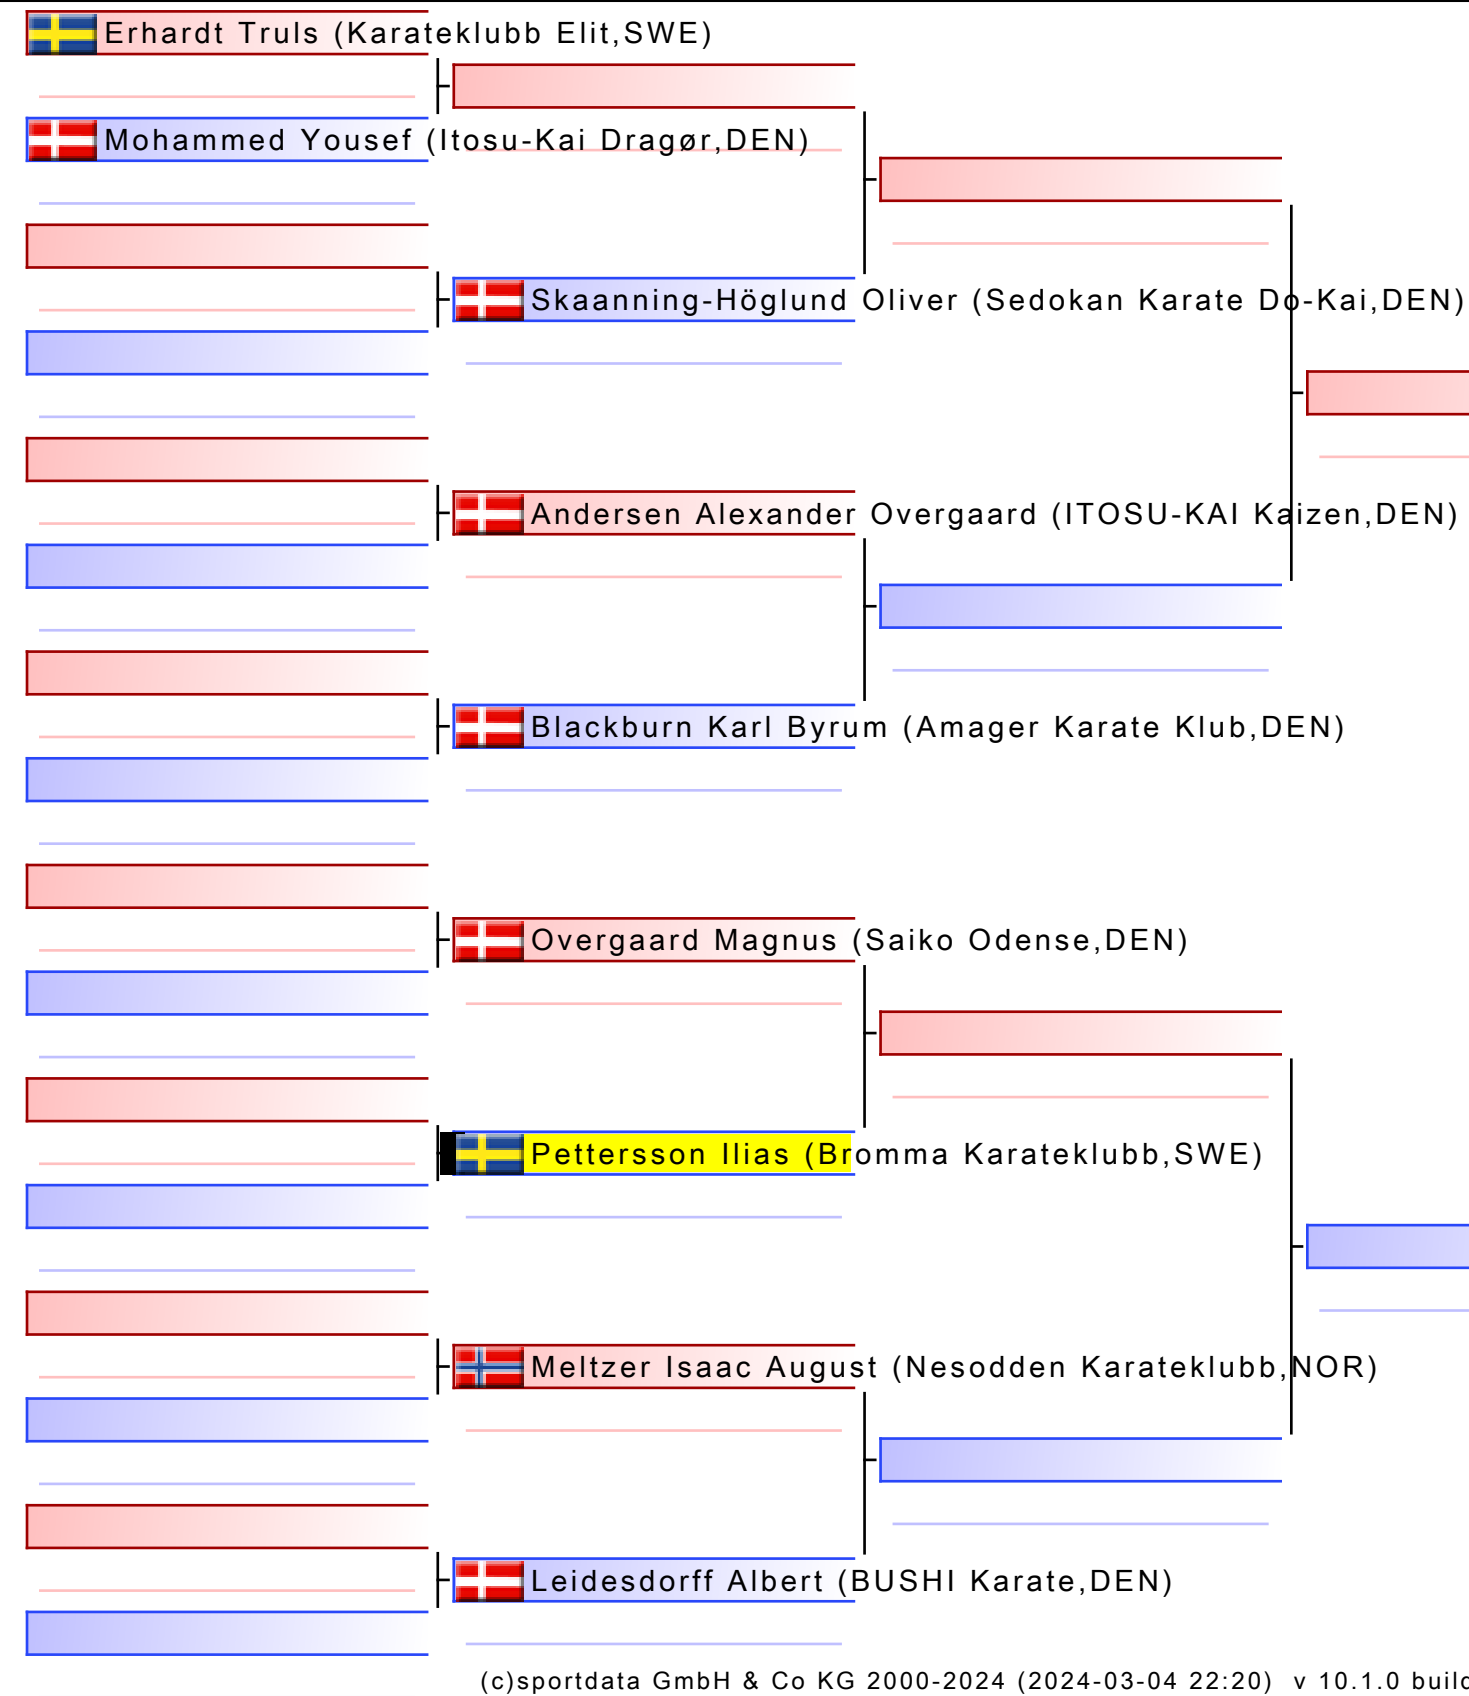 Erhardt Truls (Karateklubb Elit,SWE)
Mohammed Yousef (Itosu-Kai Dragør,DEN)
Skaanning-Höglund Oliver (Sedokan Karate Do-Kai,DEN)
Andersen Alexander Overgaard (ITOSU-KAI Kaizen,DEN)
Blackburn Karl Byrum (Amager Karate Klub,DEN)
Overgaard Magnus (Saiko Odense,DEN)
Pettersson Ilias (Bromma Karateklubb,SWE)
Meltzer Isaac August (Nesodden Karateklubb,NOR)
Leidesdorff Albert (BUSHI Karate,DEN)
(c)sportdata GmbH & Co KG 2000-2024 (2024-03-04 22:20) v 10.1.0 build